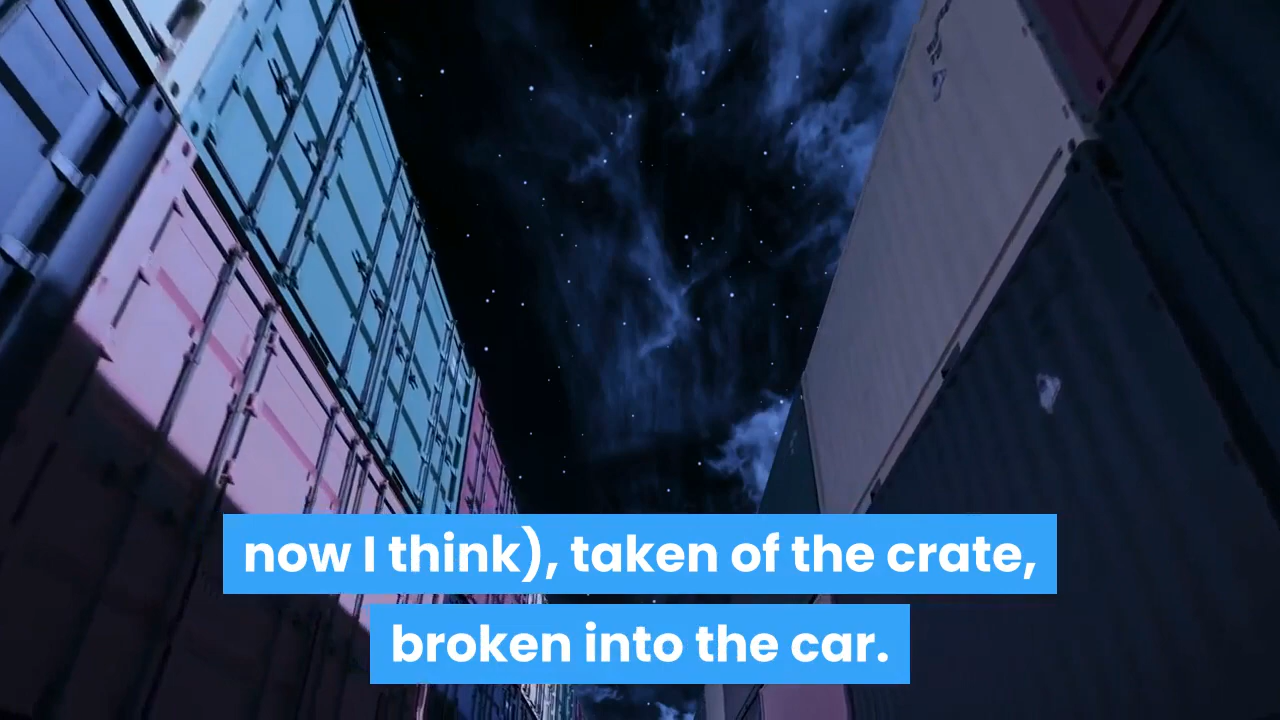 now I think), taken of the crate,
broken into the car.